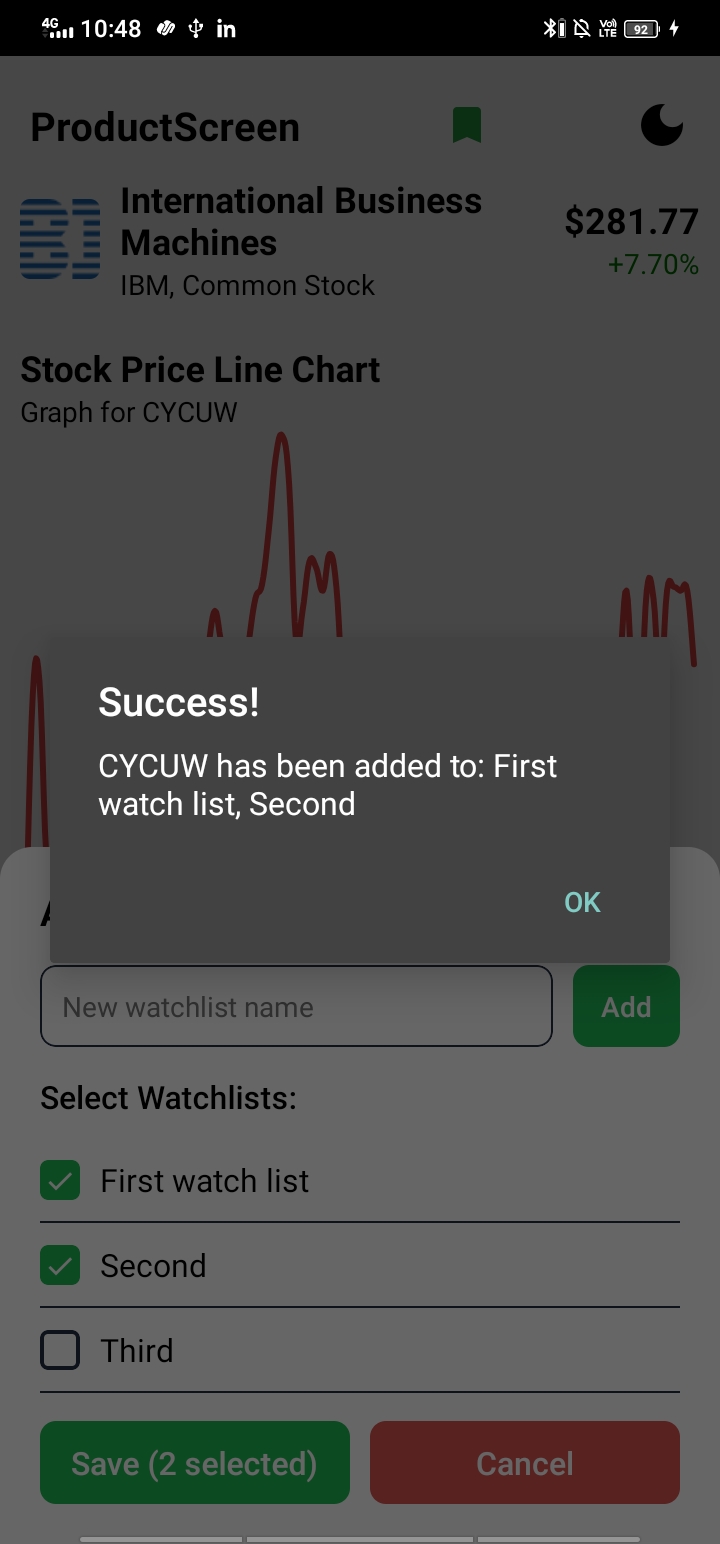 4G 10:48 in Vo) LTE 92
ProductScreen
International Business
Machines
IBM, Common Stock
$281.77
+7.70%
Stock Price Line Chart
Graph for CYCUW
Success!
CYCUW has been added to: First
watch list, Second
OK
New watchlist name
Add
Select Watchlists:
First watch list
Second
Third
Save (2 selected)
Cancel